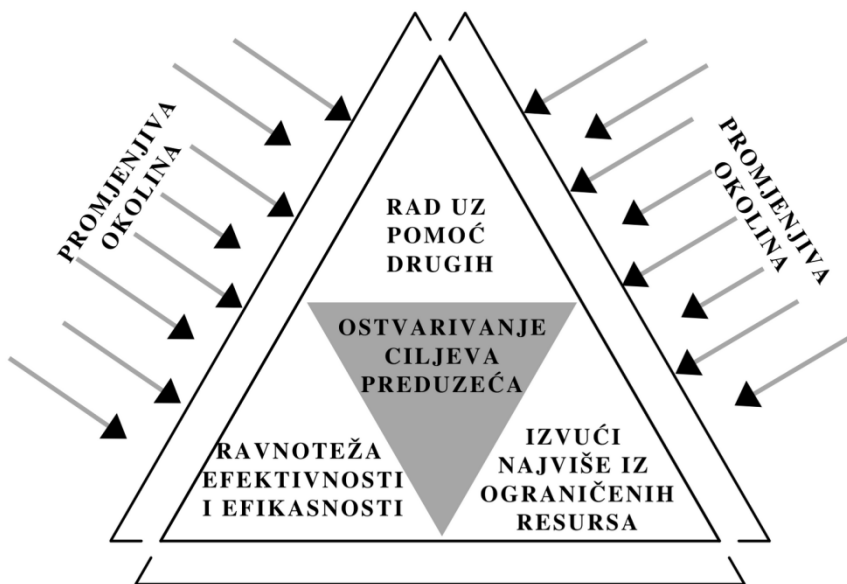 PROMJENJIVA
OKOLINA
PROMJENJIVA
OKOLINA
RAD UZ
POMOĆ
DRUGIH
OSTVARIVANJE
CILJEVA
PREDUZEĆA
RAVNOTEŽA
EFEKTIVNOSTI
I EFIKASNOSTI
IZVUĆI
NAJVIŠE IZ
OGRANIČENIH
RESURSA